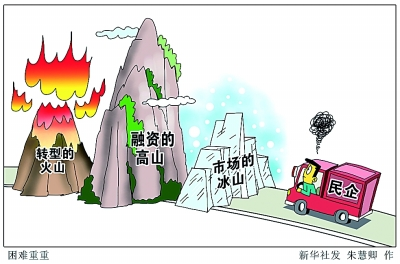 转型的
火山
融资的
高山
市场的
冰山
民企
困难重重
新华社发 朱慧卿 作